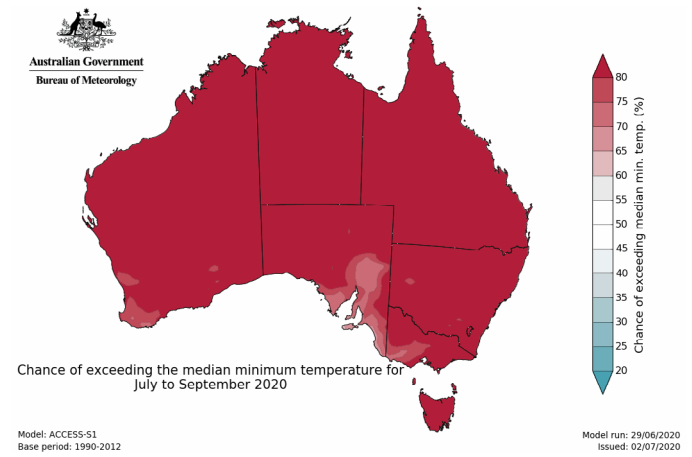 Australian Government
Bureau of Meteorology
80
75
70
65
60
55
50
45
40
35
30
25
20
Chance of exceeding median min. temp. (%)
Chance of exceeding the median minimum temperature for
July to September 2020
Model: ACCESS-S1
Base period: 1990-2012
Model run: 29/06/2020
Issued: 02/07/2020